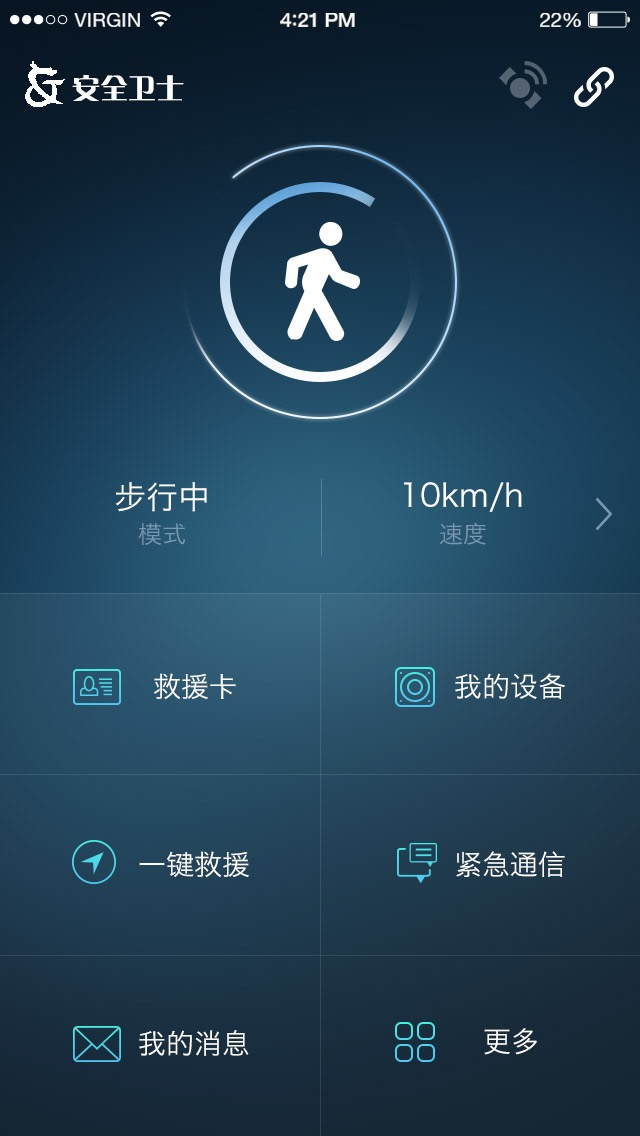 VIRGIN 4:21 PM 22%
安全卫士
步行中 10km/h
模式 速度
救援卡 我的设备
一键救援 紧急通信
我的消息 更多